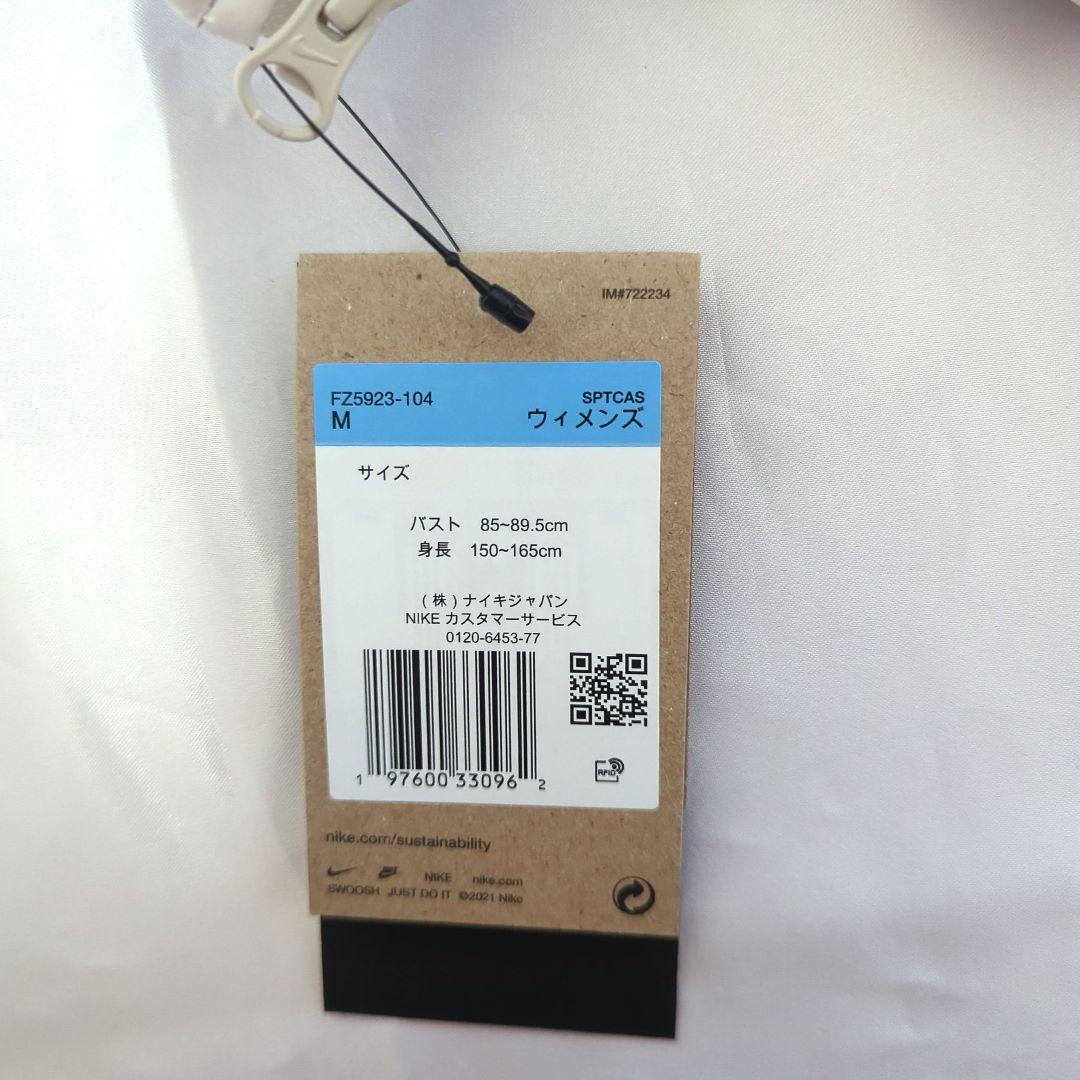 IM#722234
FZ5923-104
SPTCAS
M
ウィメンズ
サイズ
バスト 85~89.5cm
身長 150~165cm
(株)ナイキジャパン
NIKE カスタマーサービス
0120-6453-77
1 97600 33096 2
RFID
nike.com/sustainability
NIKE nike.com
SWOOSH JUST DO IT ©2021 Nike